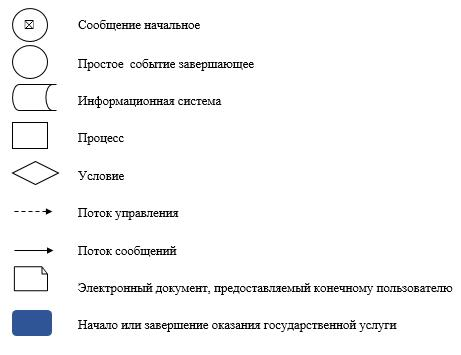 Сообщение начальное
Простое событие завершающее
Информационная система
Процесс
Условие
Поток управления
Поток сообщений
Электронный документ, предоставляемый конечному пользователю
Начало или завершение оказания государственной услуги